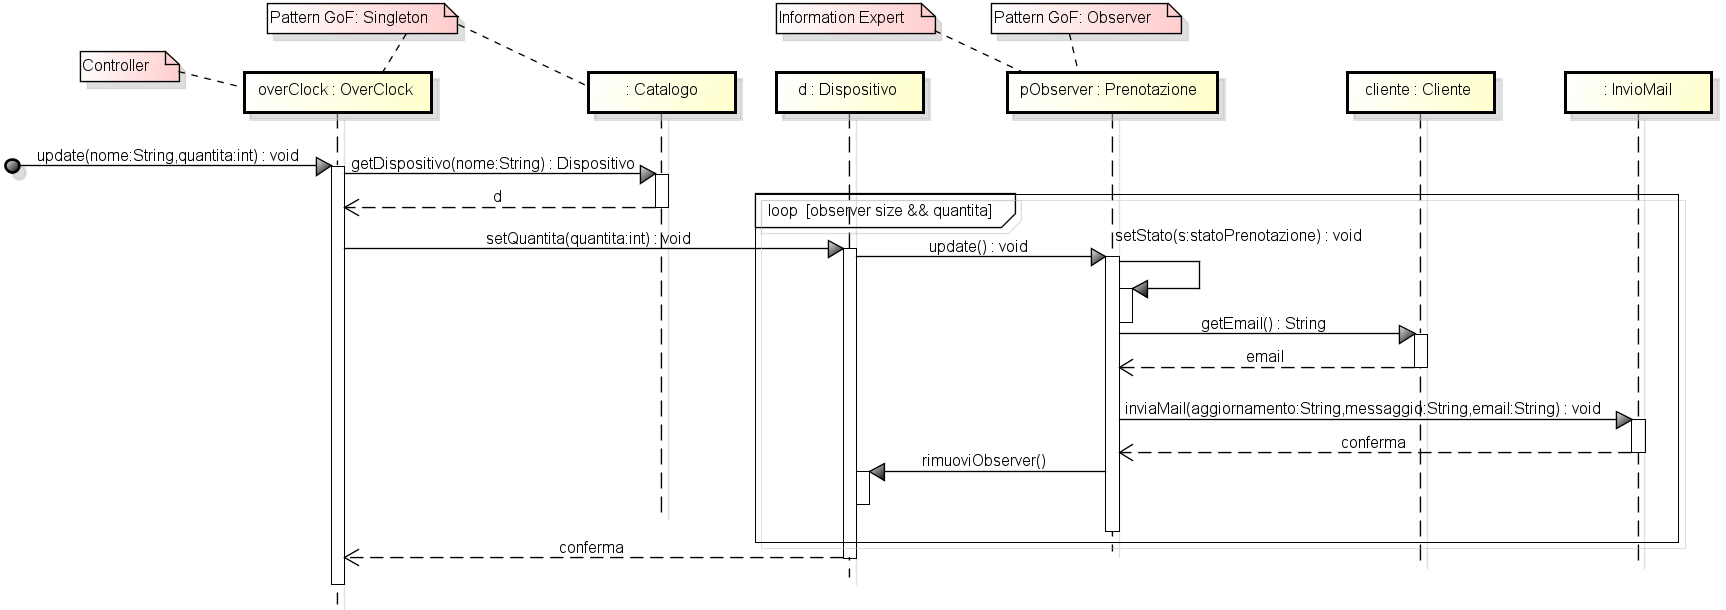 Pattern GoF: Singleton
Information Expert
Pattern GoF: Observer
Controller
overClock : OverClock
: Catalogo
d : Dispositivo
pObserver : Prenotazione
cliente : Cliente
: InvioMail
update(nome:String,quantita:int) : void
getDispositivo(nome:String) : Dispositivo
d
loop [observer size && quantita]
setQuantita(quantita:int) : void
update() : void
setStato(s:statoPrenotazione) : void
getEmail() : String
email
inviaMail(aggiornamento:String,messaggio:String,email:String) : void
conferma
rimuoviObserver()
conferma